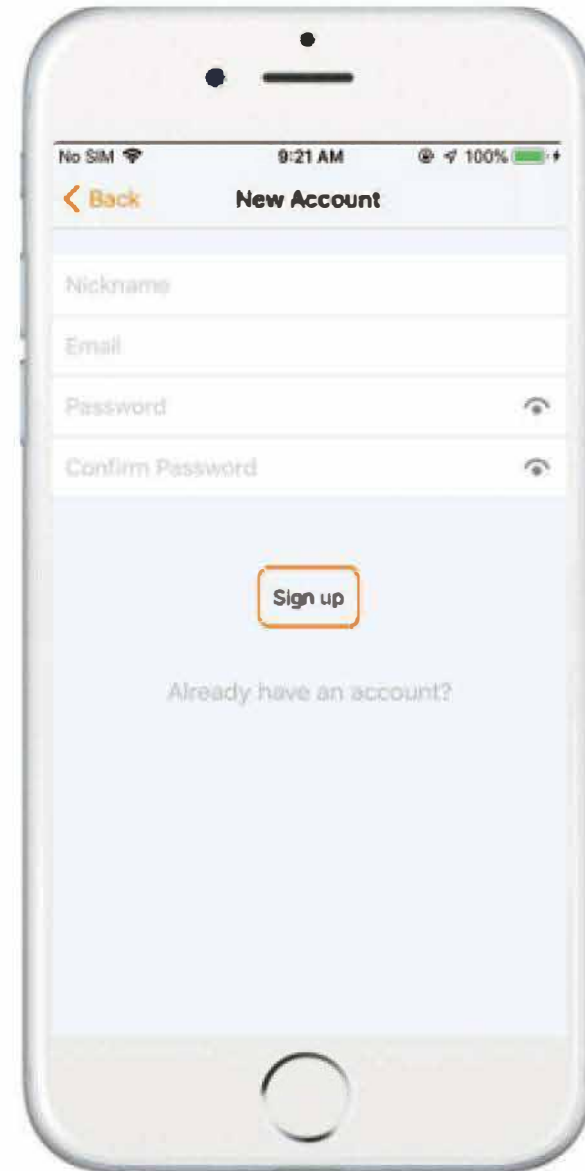 No SIM 9:21 AM 100%
Back New Account
Nickname
Email
Password
Confirm Password
Sign up
Already have an account?